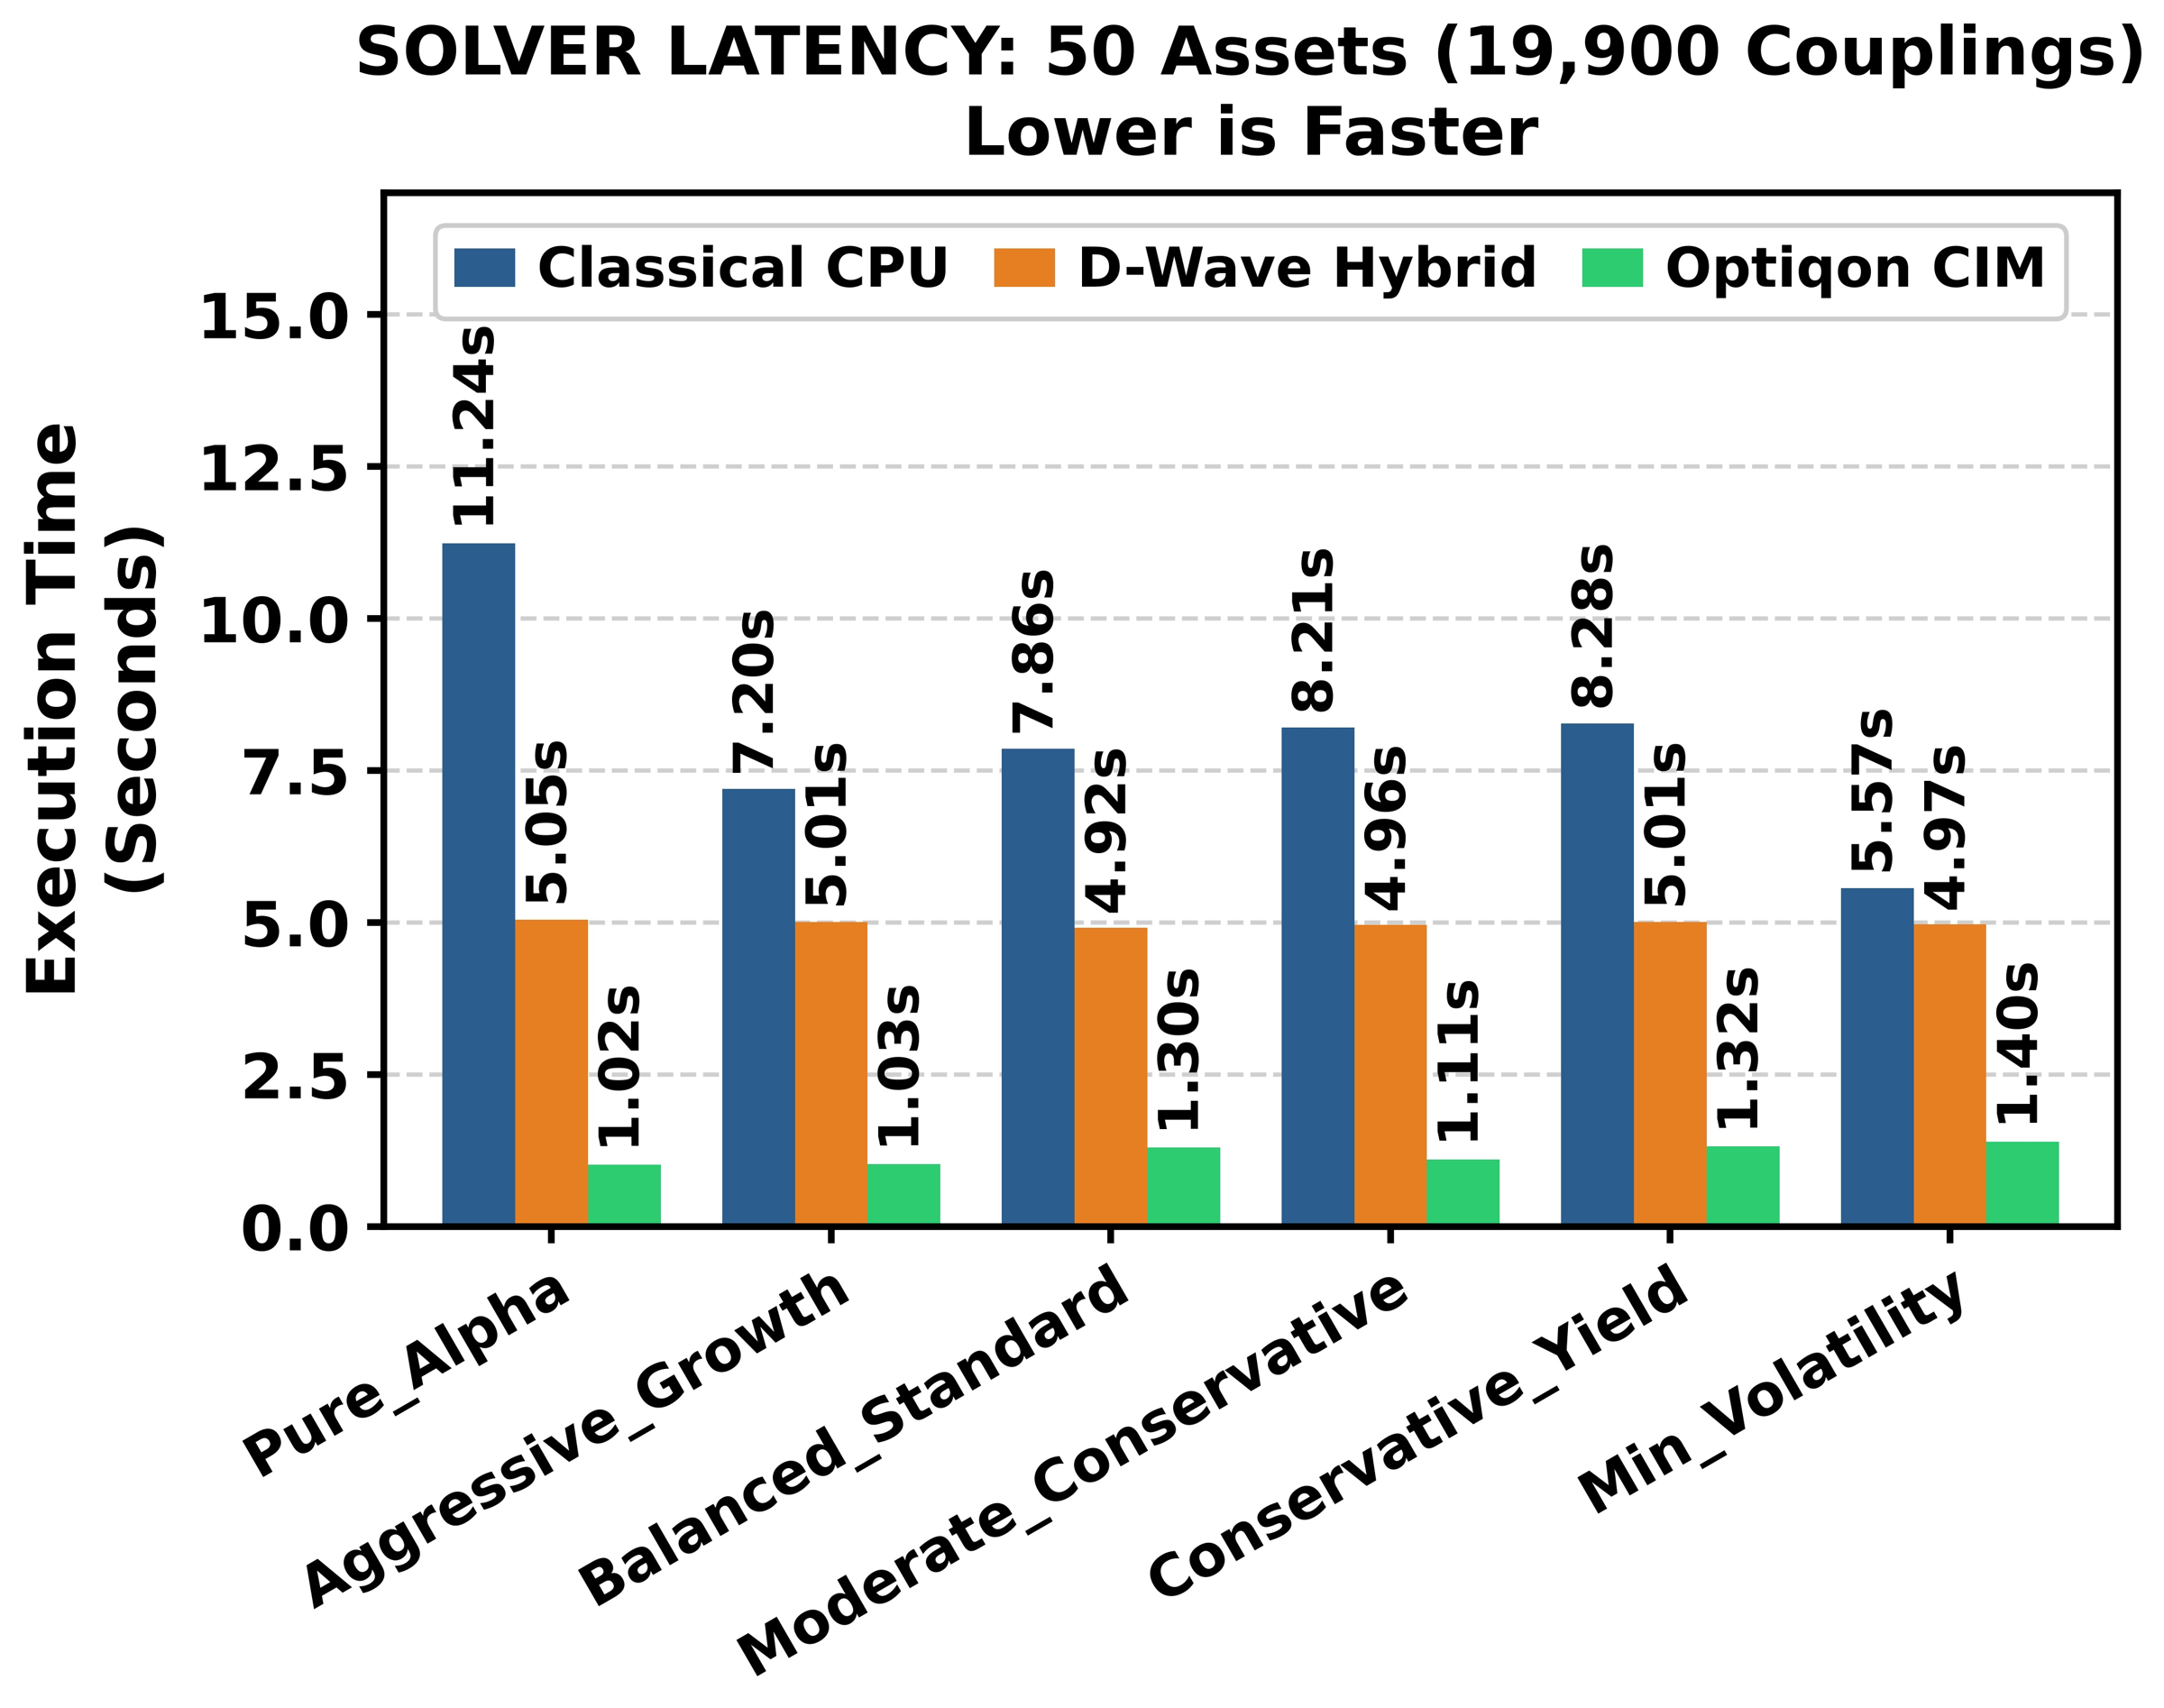 SOLVER LATENCY: 50 Assets (19,900 Couplings)
Lower is Faster
Classical CPU
D-Wave Hybrid
Optiqon CIM
Execution Time
(Seconds)
15.0
12.5
10.0
7.5
5.0
2.5
0.0
11.24s
5.05s
1.02s
7.20s
5.01s
1.03s
7.86s
4.92s
1.30s
8.21s
4.96s
1.11s
8.28s
5.01s
1.32s
5.57s
4.97s
1.40s
Pure_Alpha
Aggressive_Growth
Balanced_Standard
Moderate_Conservative
Conservative_Yield
Min_Volatility